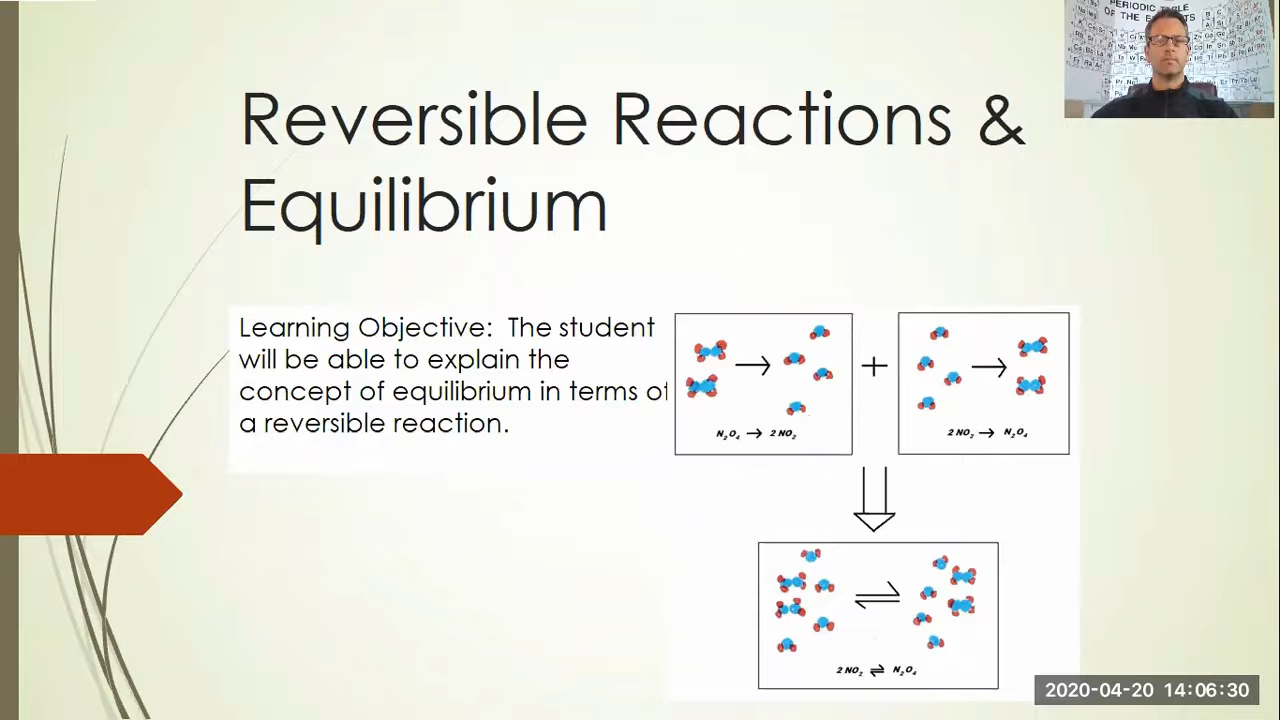 PERIODIC TABLE
OF THE
Reversible Reactions &
Equilibrium
Learning Objective: The student
will be able to explain the
concept of equilibrium in terms of
a reversible reaction.
→
+
→
N₂O₄ → 2 NO₂
2 NO₂ → N₂O₄
⇌
2 NO₂ ⇌ N₂O₄
2020-04-20 14:06:30